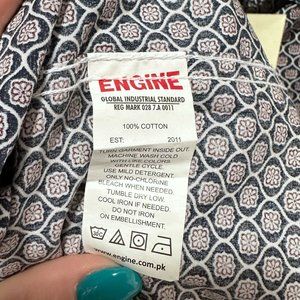 ENGINE
GLOBAL INDUSTRIAL STANDARD
REG MARK 028 7.A 0011
100% COTTON
EST: 2011
TURN GARMENT INSIDE OUT.
MACHINE WASH COLD
WITH LIKE COLORS.
GENTLE CYCLE.
USE MILD DETERGENT.
ONLY NO-CHLORINE
BLEACH WHEN NEEDED.
TUMBLE DRY LOW.
COOL IRON IF NEEDED.
DO NOT IRON
ON EMBELLISHMENT.
www.engine.com.pk